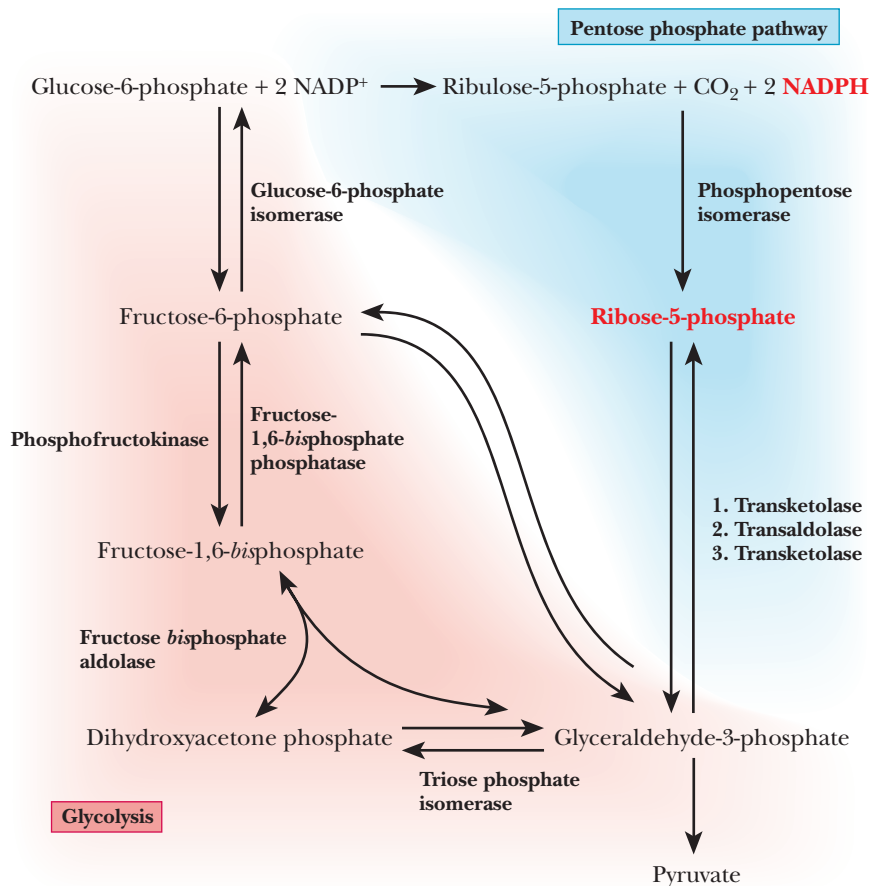 Pentose phosphate pathway
Glucose-6-phosphate + 2 NADP⁺
Ribulose-5-phosphate + CO₂ + 2 NADPH
Glucose-6-phosphate
isomerase
Phosphopentose
isomerase
Fructose-6-phosphate
Ribose-5-phosphate
Phosphofructokinase
Fructose-
1,6-bisphosphate
phosphatase
1. Transketolase
2. Transaldolase
3. Transketolase
Fructose-1,6-bisphosphate
Fructose bisphosphate
aldolase
Dihydroxyacetone phosphate
Glyceraldehyde-3-phosphate
Triose phosphate
isomerase
Glycolysis
Pyruvate